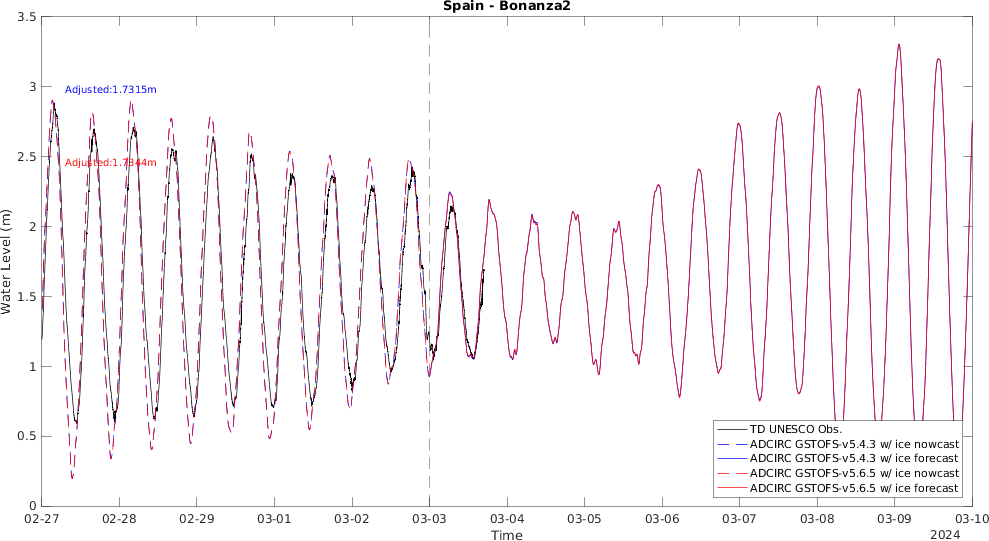 Spain - Bonanza2
3.5
3
2.5
2
1.5
1
0.5
0
Water Level (m)
Adjusted:1.7315m
Adjusted:1.7344m
TD UNESCO Obs.
ADCIRC GSTOFS-v5.4.3 w/ ice nowcast
ADCIRC GSTOFS-v5.4.3 w/ ice forecast
ADCIRC GSTOFS-v5.6.5 w/ ice nowcast
ADCIRC GSTOFS-v5.6.5 w/ ice forecast
02-27 02-28 02-29 03-01 03-02 03-03 03-04 03-05 03-06 03-07 03-08 03-09 03-10
Time
2024